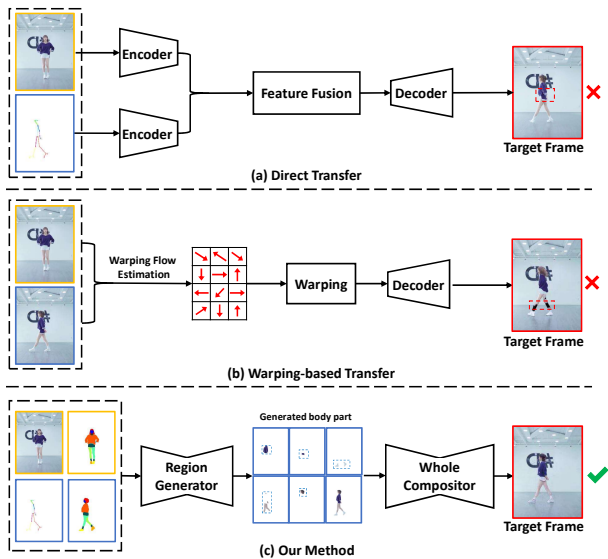 Encoder
Encoder
Feature Fusion
Decoder
Target Frame
(a) Direct Transfer
Warping Flow
Estimation
Warping
Decoder
Target Frame
(b) Warping-based Transfer
Generated body part
Region
Generator
Whole
Compositor
Target Frame
(c) Our Method